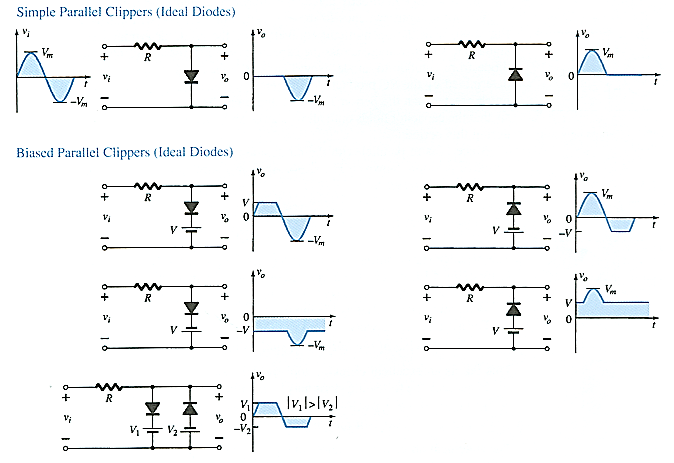 Simple Parallel Clippers (Ideal Diodes)
vi Vm t −Vm
+ R + vi vo − −
vo 0 t −Vm
+ R + vi vo − −
vo Vm 0 t
Biased Parallel Clippers (Ideal Diodes)
+ R + vi V vo − −
vo V 0 t −Vm
+ R + vi V vo − −
vo Vm 0 −V t
+ R + vi V vo − −
vo 0 −V t −Vm
+ R + vi V vo − −
vo Vm V 0 t
+ R + vi V1 V2 vo − −
vo V1 0 −V2 |V1|>|V2| t